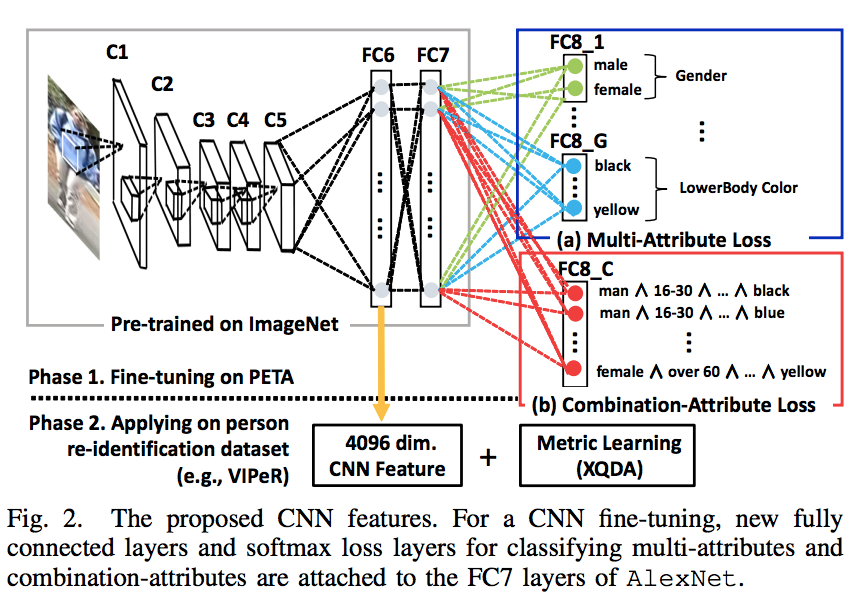 C1
C2
C3 C4 C5
FC6 FC7
Pre-trained on ImageNet
FC8_1
male
female
Gender
FC8_G
black
yellow
LowerBody Color
(a) Multi-Attribute Loss
FC8_C
man ∧ 16-30 ∧ ... ∧ black
man ∧ 16-30 ∧ ... ∧ blue
female ∧ over 60 ∧ ... ∧ yellow
(b) Combination-Attribute Loss
Phase 1. Fine-tuning on PETA
Phase 2. Applying on person
re-identification dataset
(e.g., VIPeR)
4096 dim.
CNN Feature
+
Metric Learning
(XQDA)
Fig. 2. The proposed CNN features. For a CNN fine-tuning, new fully
connected layers and softmax loss layers for classifying multi-attributes and
combination-attributes are attached to the FC7 layers of AlexNet.